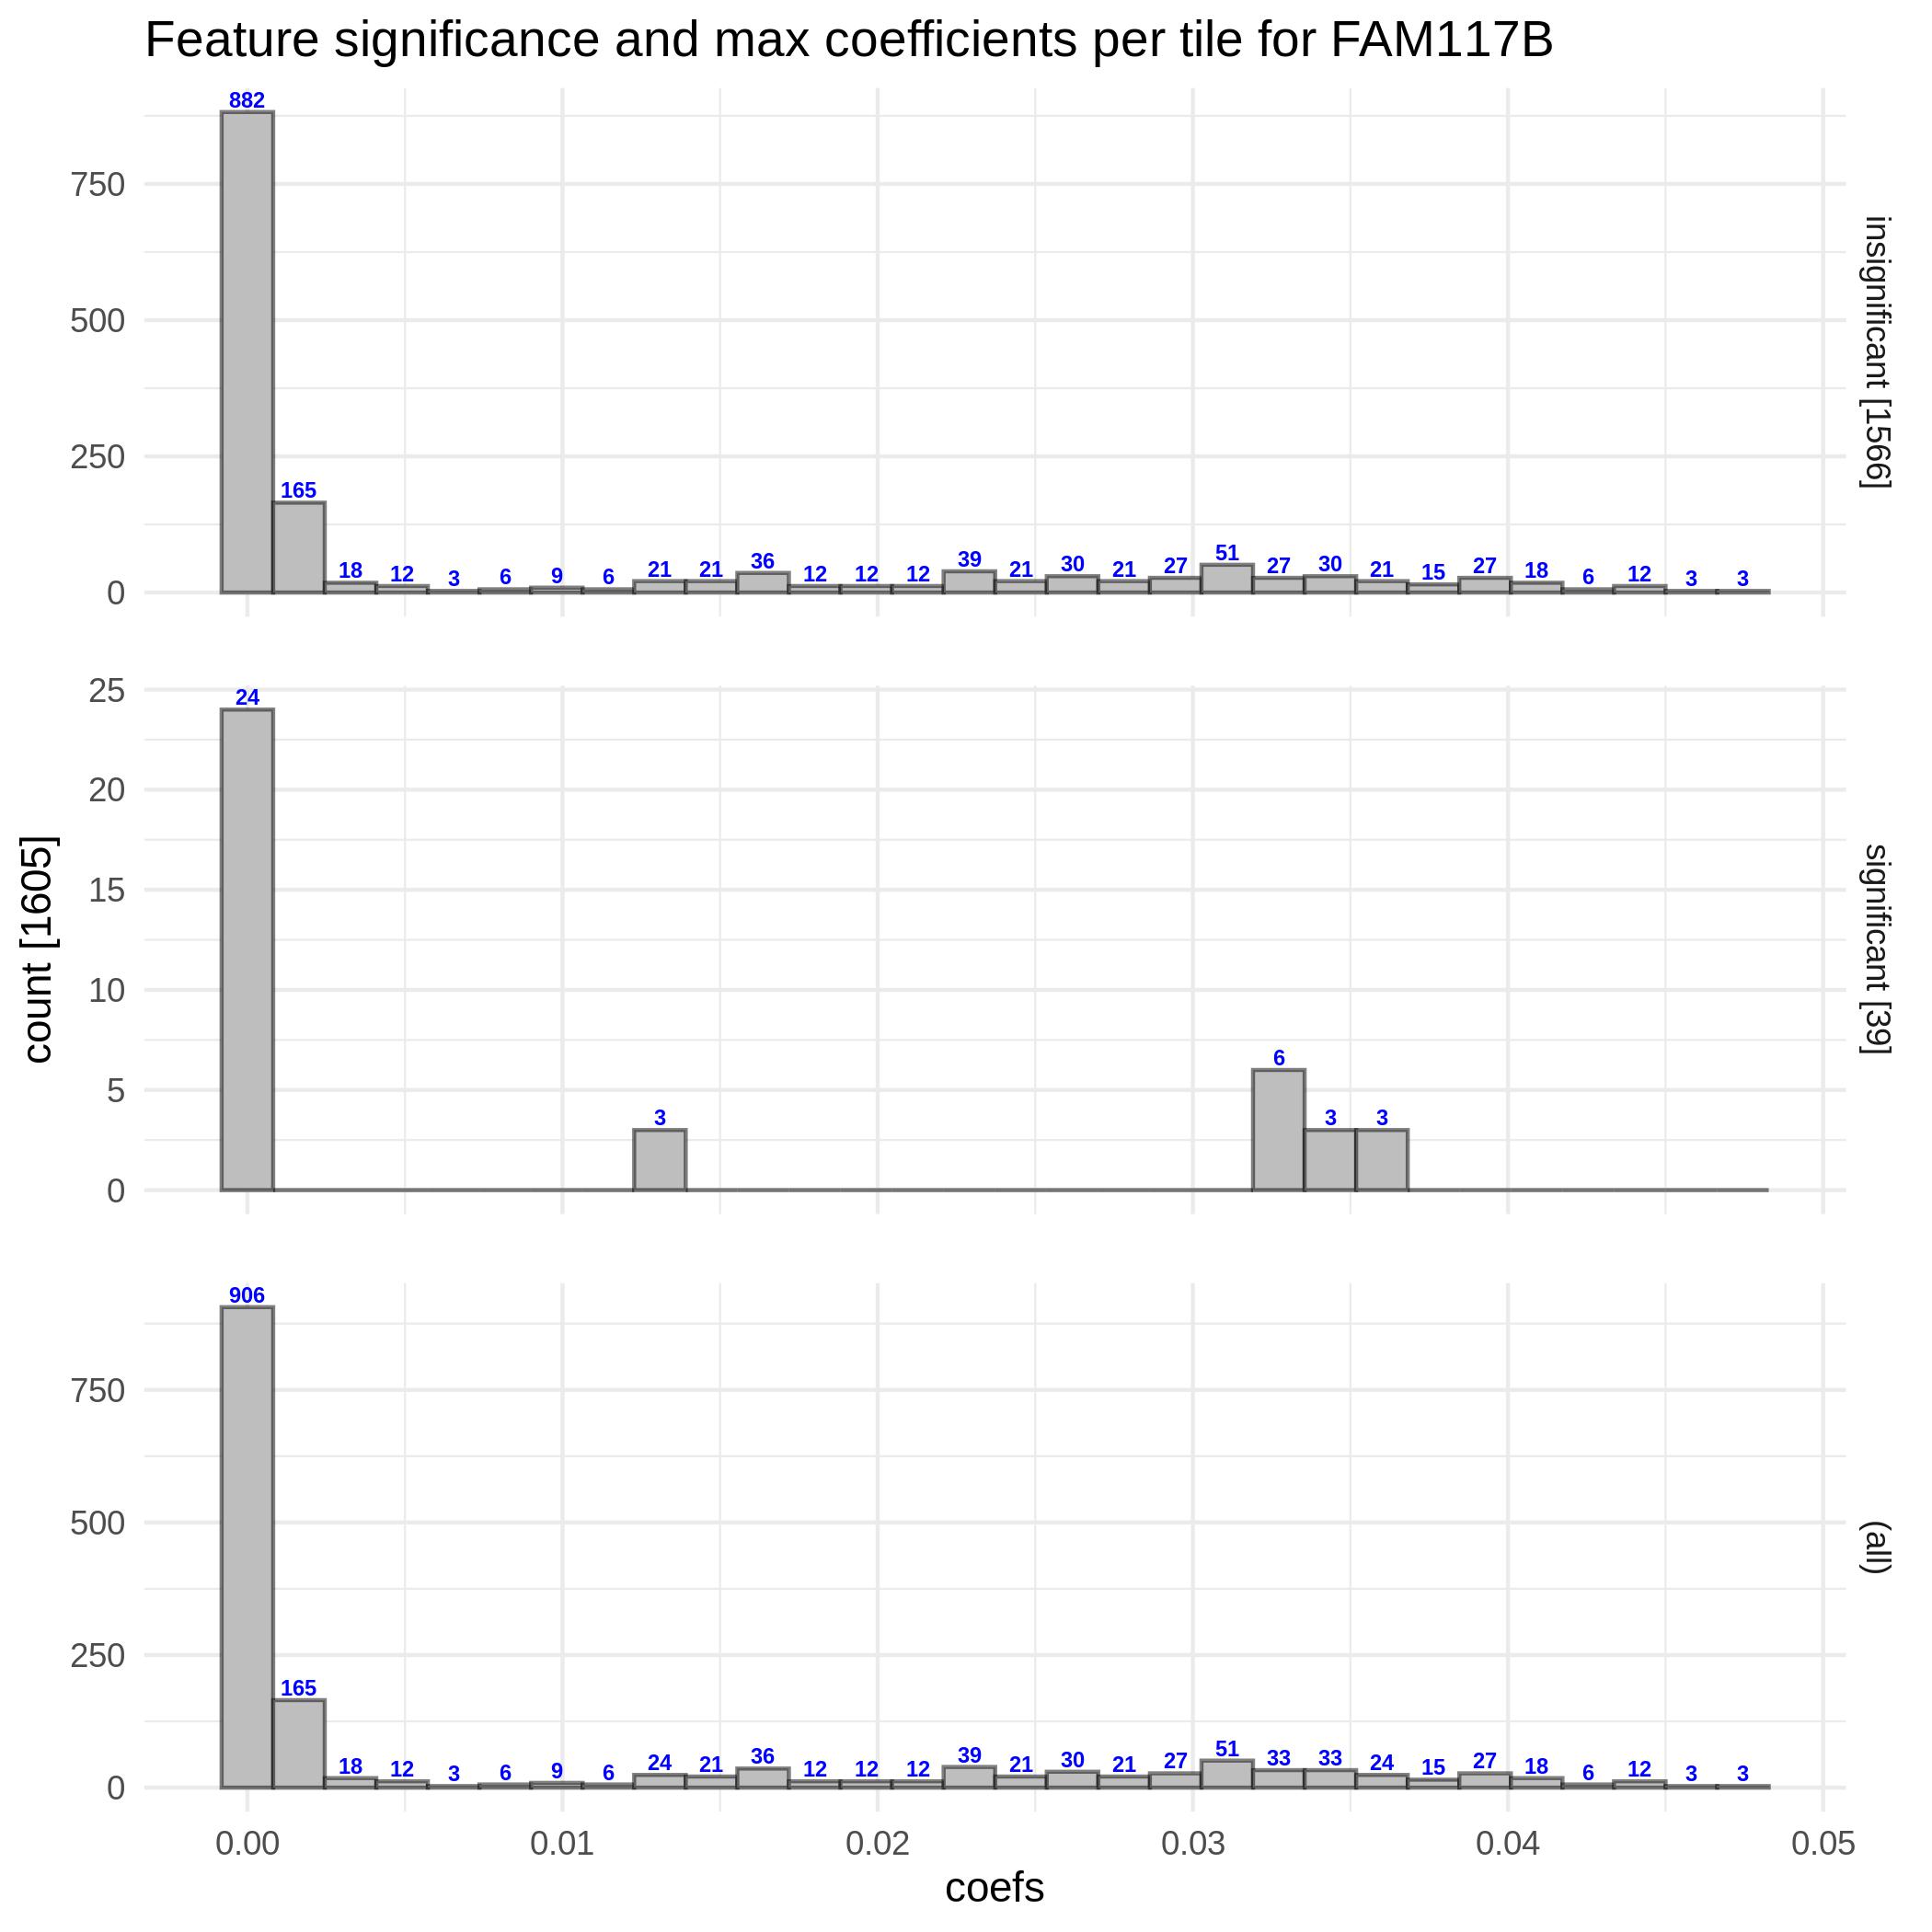 Feature significance and max coefficients per tile for FAM117B
882
165
18 12 3 6 9 6 21 21 36 12 12 12 39 21 30 21 27 51 27 30 21 15 27 18 6 12 3 3
750
500
250
0
insignificant [1566]
24
3
6
3
3
25
20
15
10
5
0
count [1605]
significant [39]
906
165
18 12 3 6 9 6 24 21 36 12 12 12 39 21 30 21 27 51 33 33 24 15 27 18 6 12 3 3
750
500
250
0
(all)
0.00 0.01 0.02 0.03 0.04 0.05
coefs